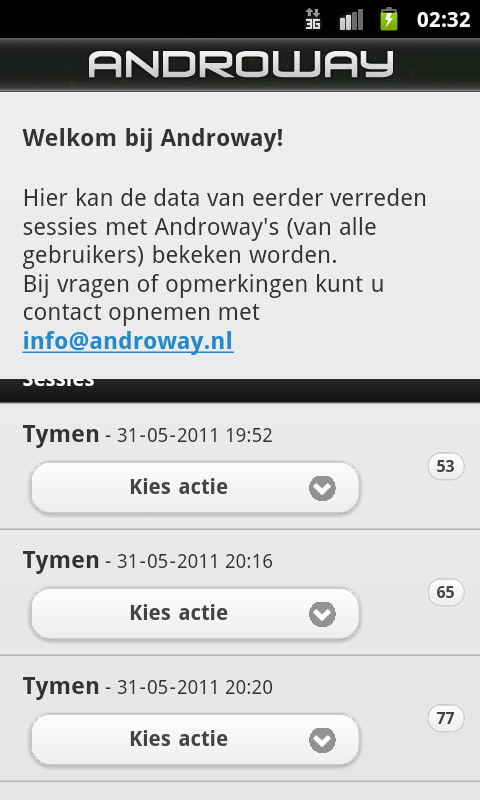 3G 02:32
ANDROWAY
Welkom bij Androway!
Hier kan de data van eerder verreden
sessies met Androway's (van alle
gebruikers) bekeken worden.
Bij vragen of opmerkingen kunt u
contact opnemen met
info@androway.nl
Sessies
Tymen - 31-05-2011 19:52
53
Kies actie
Tymen - 31-05-2011 20:16
65
Kies actie
Tymen - 31-05-2011 20:20
77
Kies actie